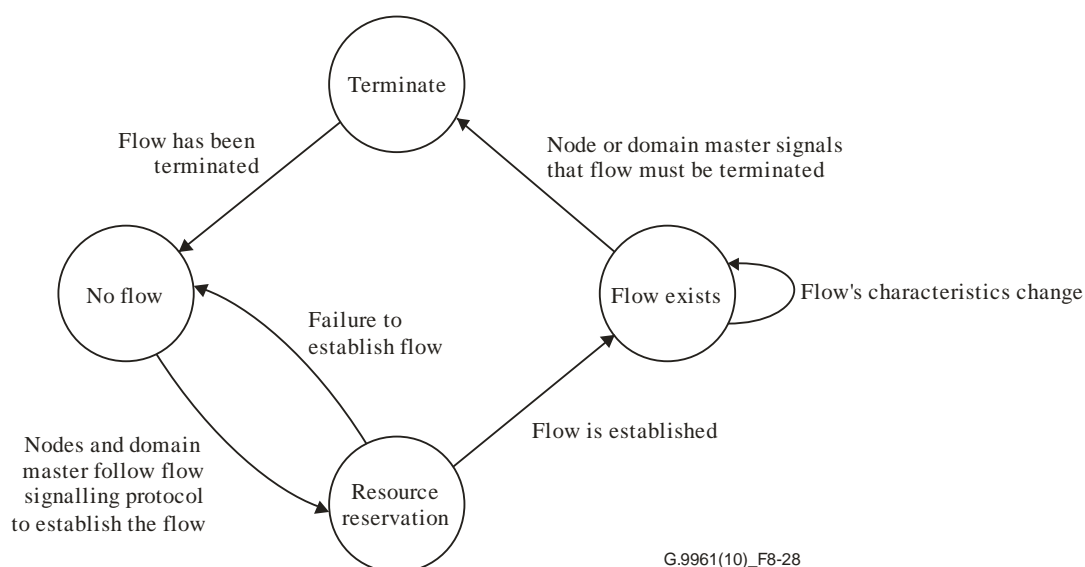 Terminate
Flow has been
terminated
Node or domain master signals
that flow must be terminated
No flow
Flow exists
Flow's characteristics change
Failure to
establish flow
Flow is established
Nodes and domain
master follow flow
signalling protocol
to establish the flow
Resource
reservation
G.9961(10)_F8-28